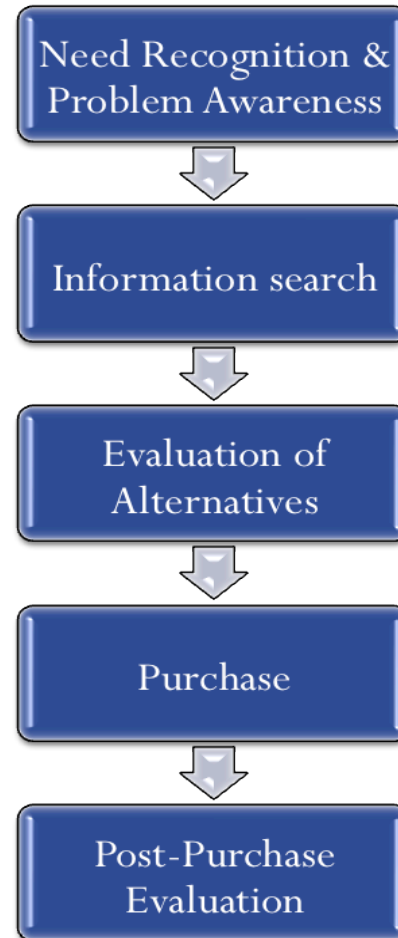 Need Recognition &
Problem Awareness
Information search
Evaluation of
Alternatives
Purchase
Post-Purchase
Evaluation